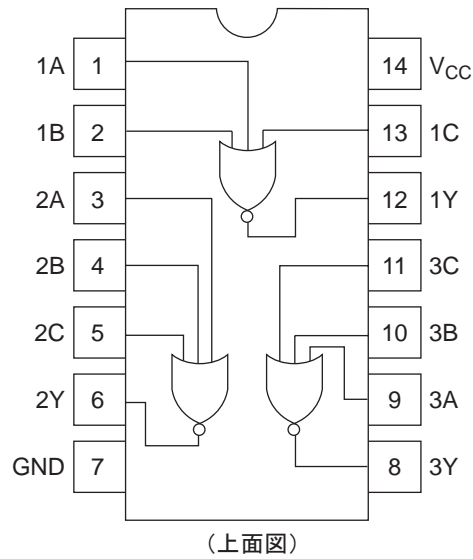 1A 1 14 VCC
1B 2 13 1C
2A 3 12 1Y
2B 4 11 3C
2C 5 10 3B
2Y 6 9 3A
GND 7 8 3Y
(上面図)